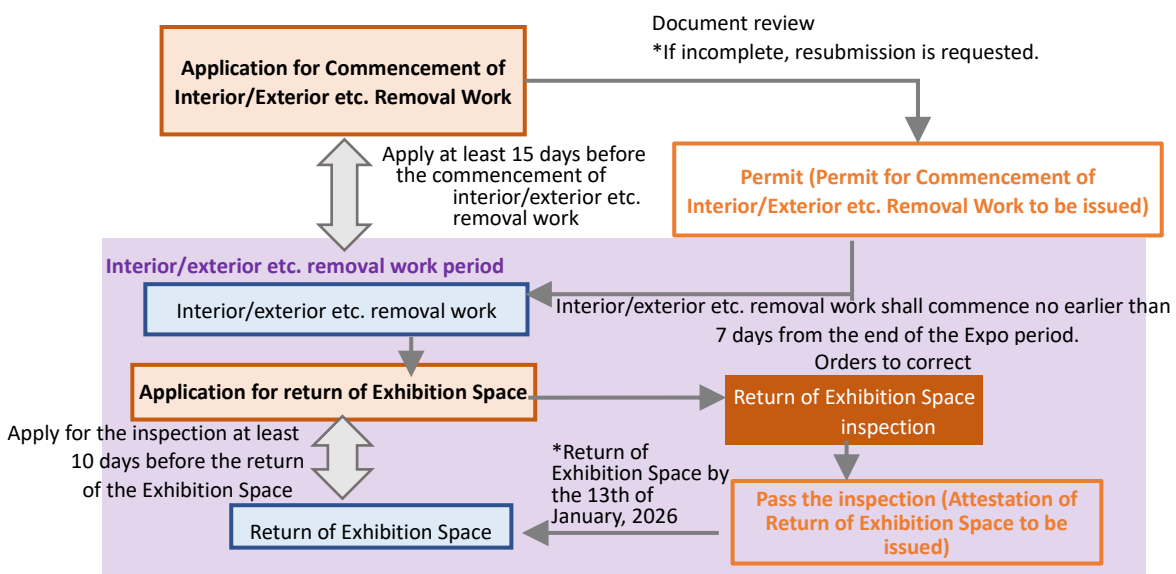 Document review
*If incomplete, resubmission is requested.
Application for Commencement of
Interior/Exterior etc. Removal Work
Apply at least 15 days before
the commencement of
interior/exterior etc.
removal work
Permit (Permit for Commencement of
Interior/Exterior etc. Removal Work to be issued)
Interior/exterior etc. removal work period
Interior/exterior etc. removal work
Interior/exterior etc. removal work shall commence no earlier than
7 days from the end of the Expo period.
Orders to correct
Application for return of Exhibition Space
Return of Exhibition Space
inspection
Apply for the inspection at least
10 days before the return
of the Exhibition Space
*Return of
Exhibition Space by
the 13th of
January, 2026
Pass the inspection (Attestation of
Return of Exhibition Space to be
issued)
Return of Exhibition Space